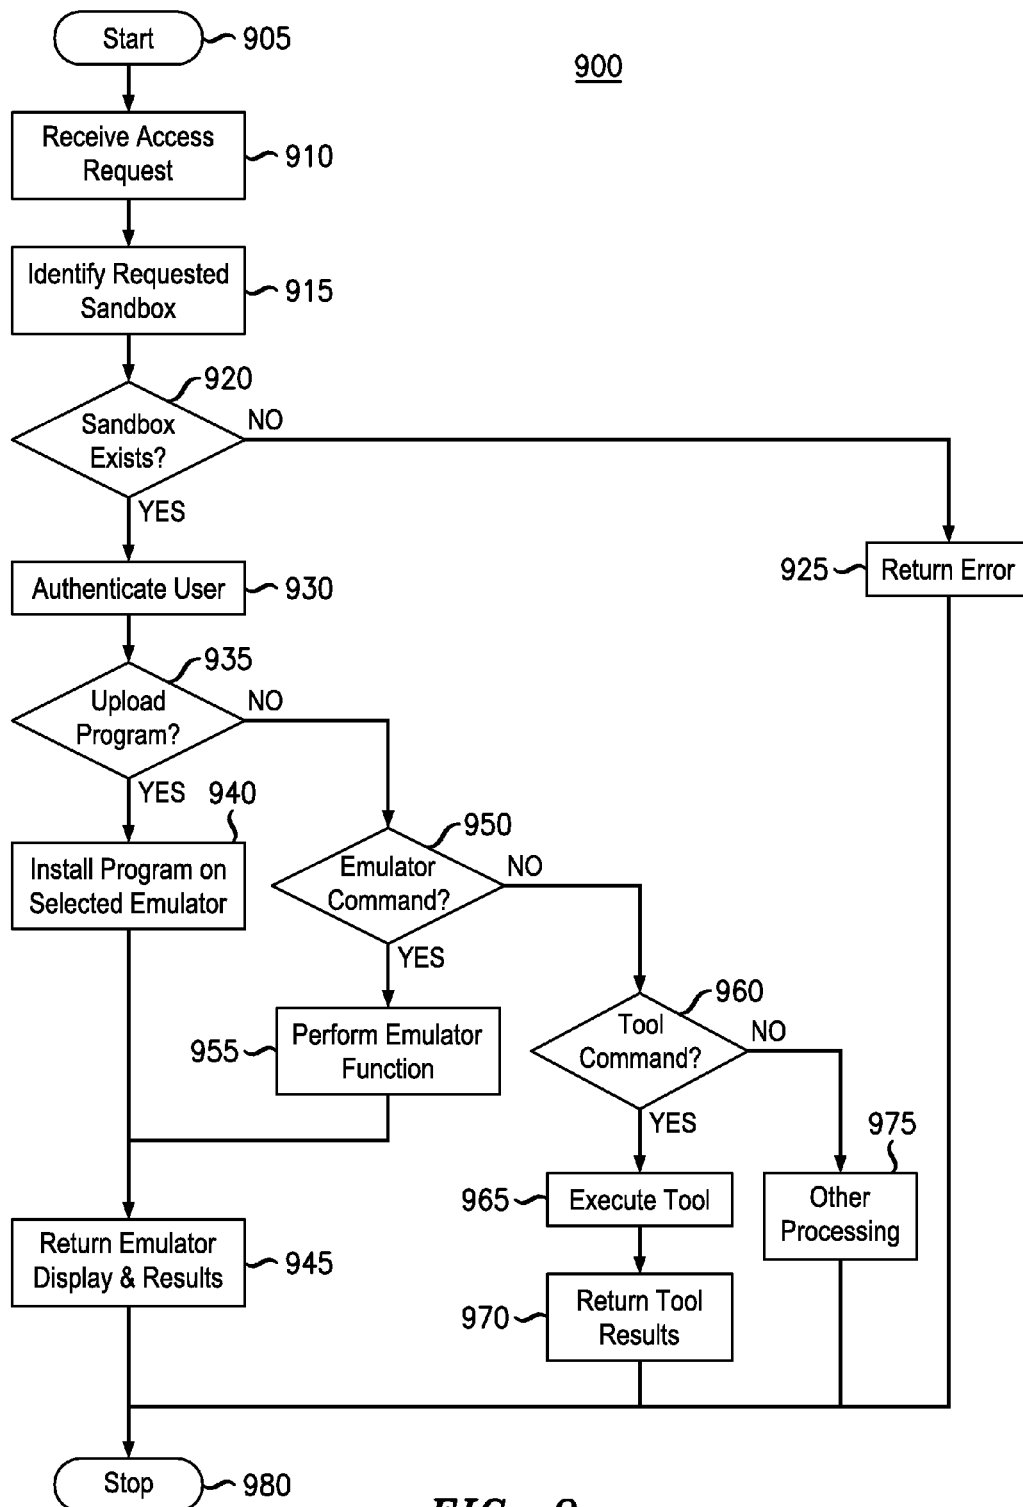 Start
905
900
Receive Access
Request
910
Identify Requested
Sandbox
915
920
Sandbox
Exists?
NO
YES
925
Return Error
Authenticate User
930
935
Upload
Program?
NO
YES
940
Install Program on
Selected Emulator
950
Emulator
Command?
NO
YES
955
Perform Emulator
Function
960
Tool
Command?
NO
YES
975
965
Execute Tool
Other
Processing
Return Emulator
Display & Results
945
970
Return Tool
Results
Stop
980
FIG. 9